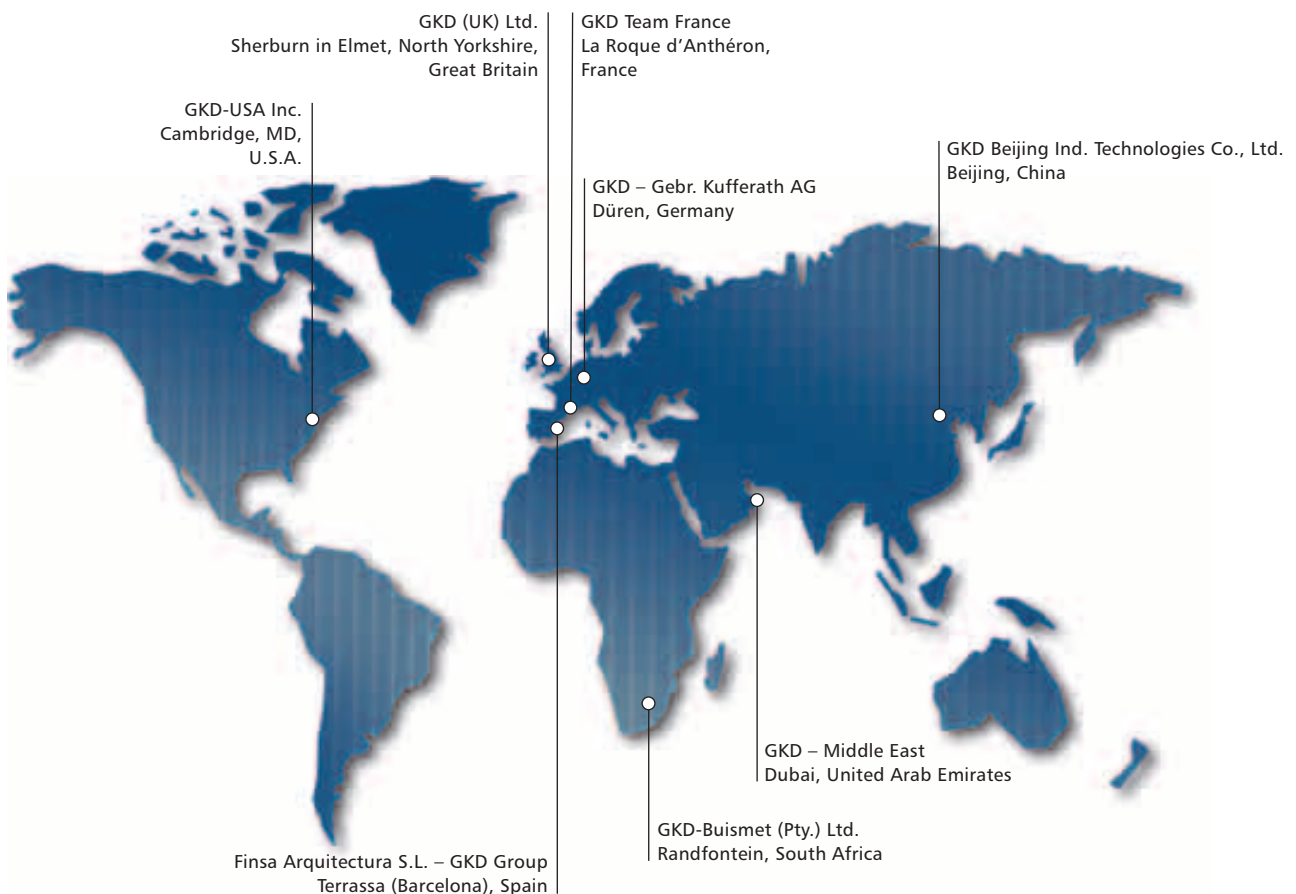 GKD (UK) Ltd.
Sherburn in Elmet, North Yorkshire,
Great Britain
GKD Team France
La Roque d’Anthéron,
France
GKD-USA Inc.
Cambridge, MD,
U.S.A.
GKD Beijing Ind. Technologies Co., Ltd.
Beijing, China
GKD – Gebr. Kufferath AG
Düren, Germany
GKD – Middle East
Dubai, United Arab Emirates
GKD-Buismet (Pty.) Ltd.
Randfontein, South Africa
Finsa Arquitectura S.L. – GKD Group
Terrassa (Barcelona), Spain